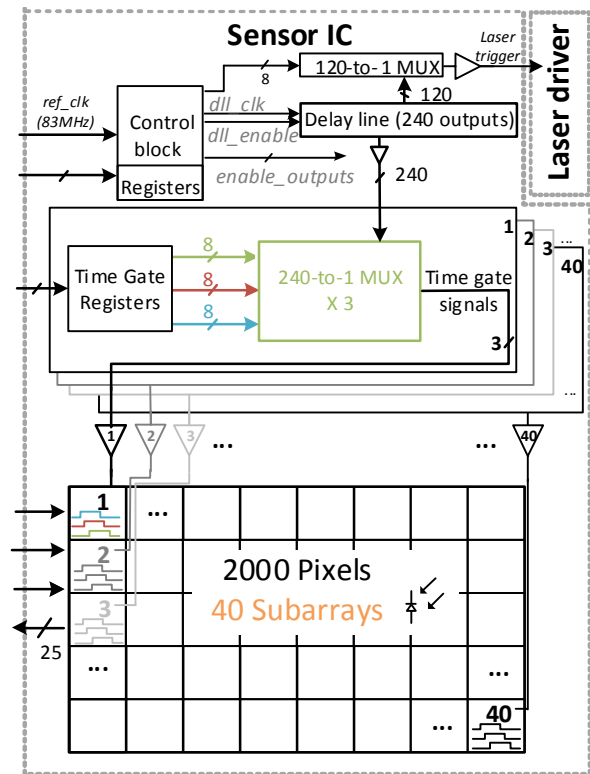 Sensor IC
Laser
trigger
Laser driver
8
120-to-1 MUX
120
ref_clk
(83MHz)
dll_clk
Control
block
Delay line (240 outputs)
dll_enable
Registers
enable_outputs
240
1
2
3
...
40
8
Time Gate
Registers
8
240-to-1 MUX
X 3
Time gate
signals
8
3
...
1
2
3
...
...
40
1
...
2
2000 Pixels
40 Subarrays
3
25
...
...
...
40